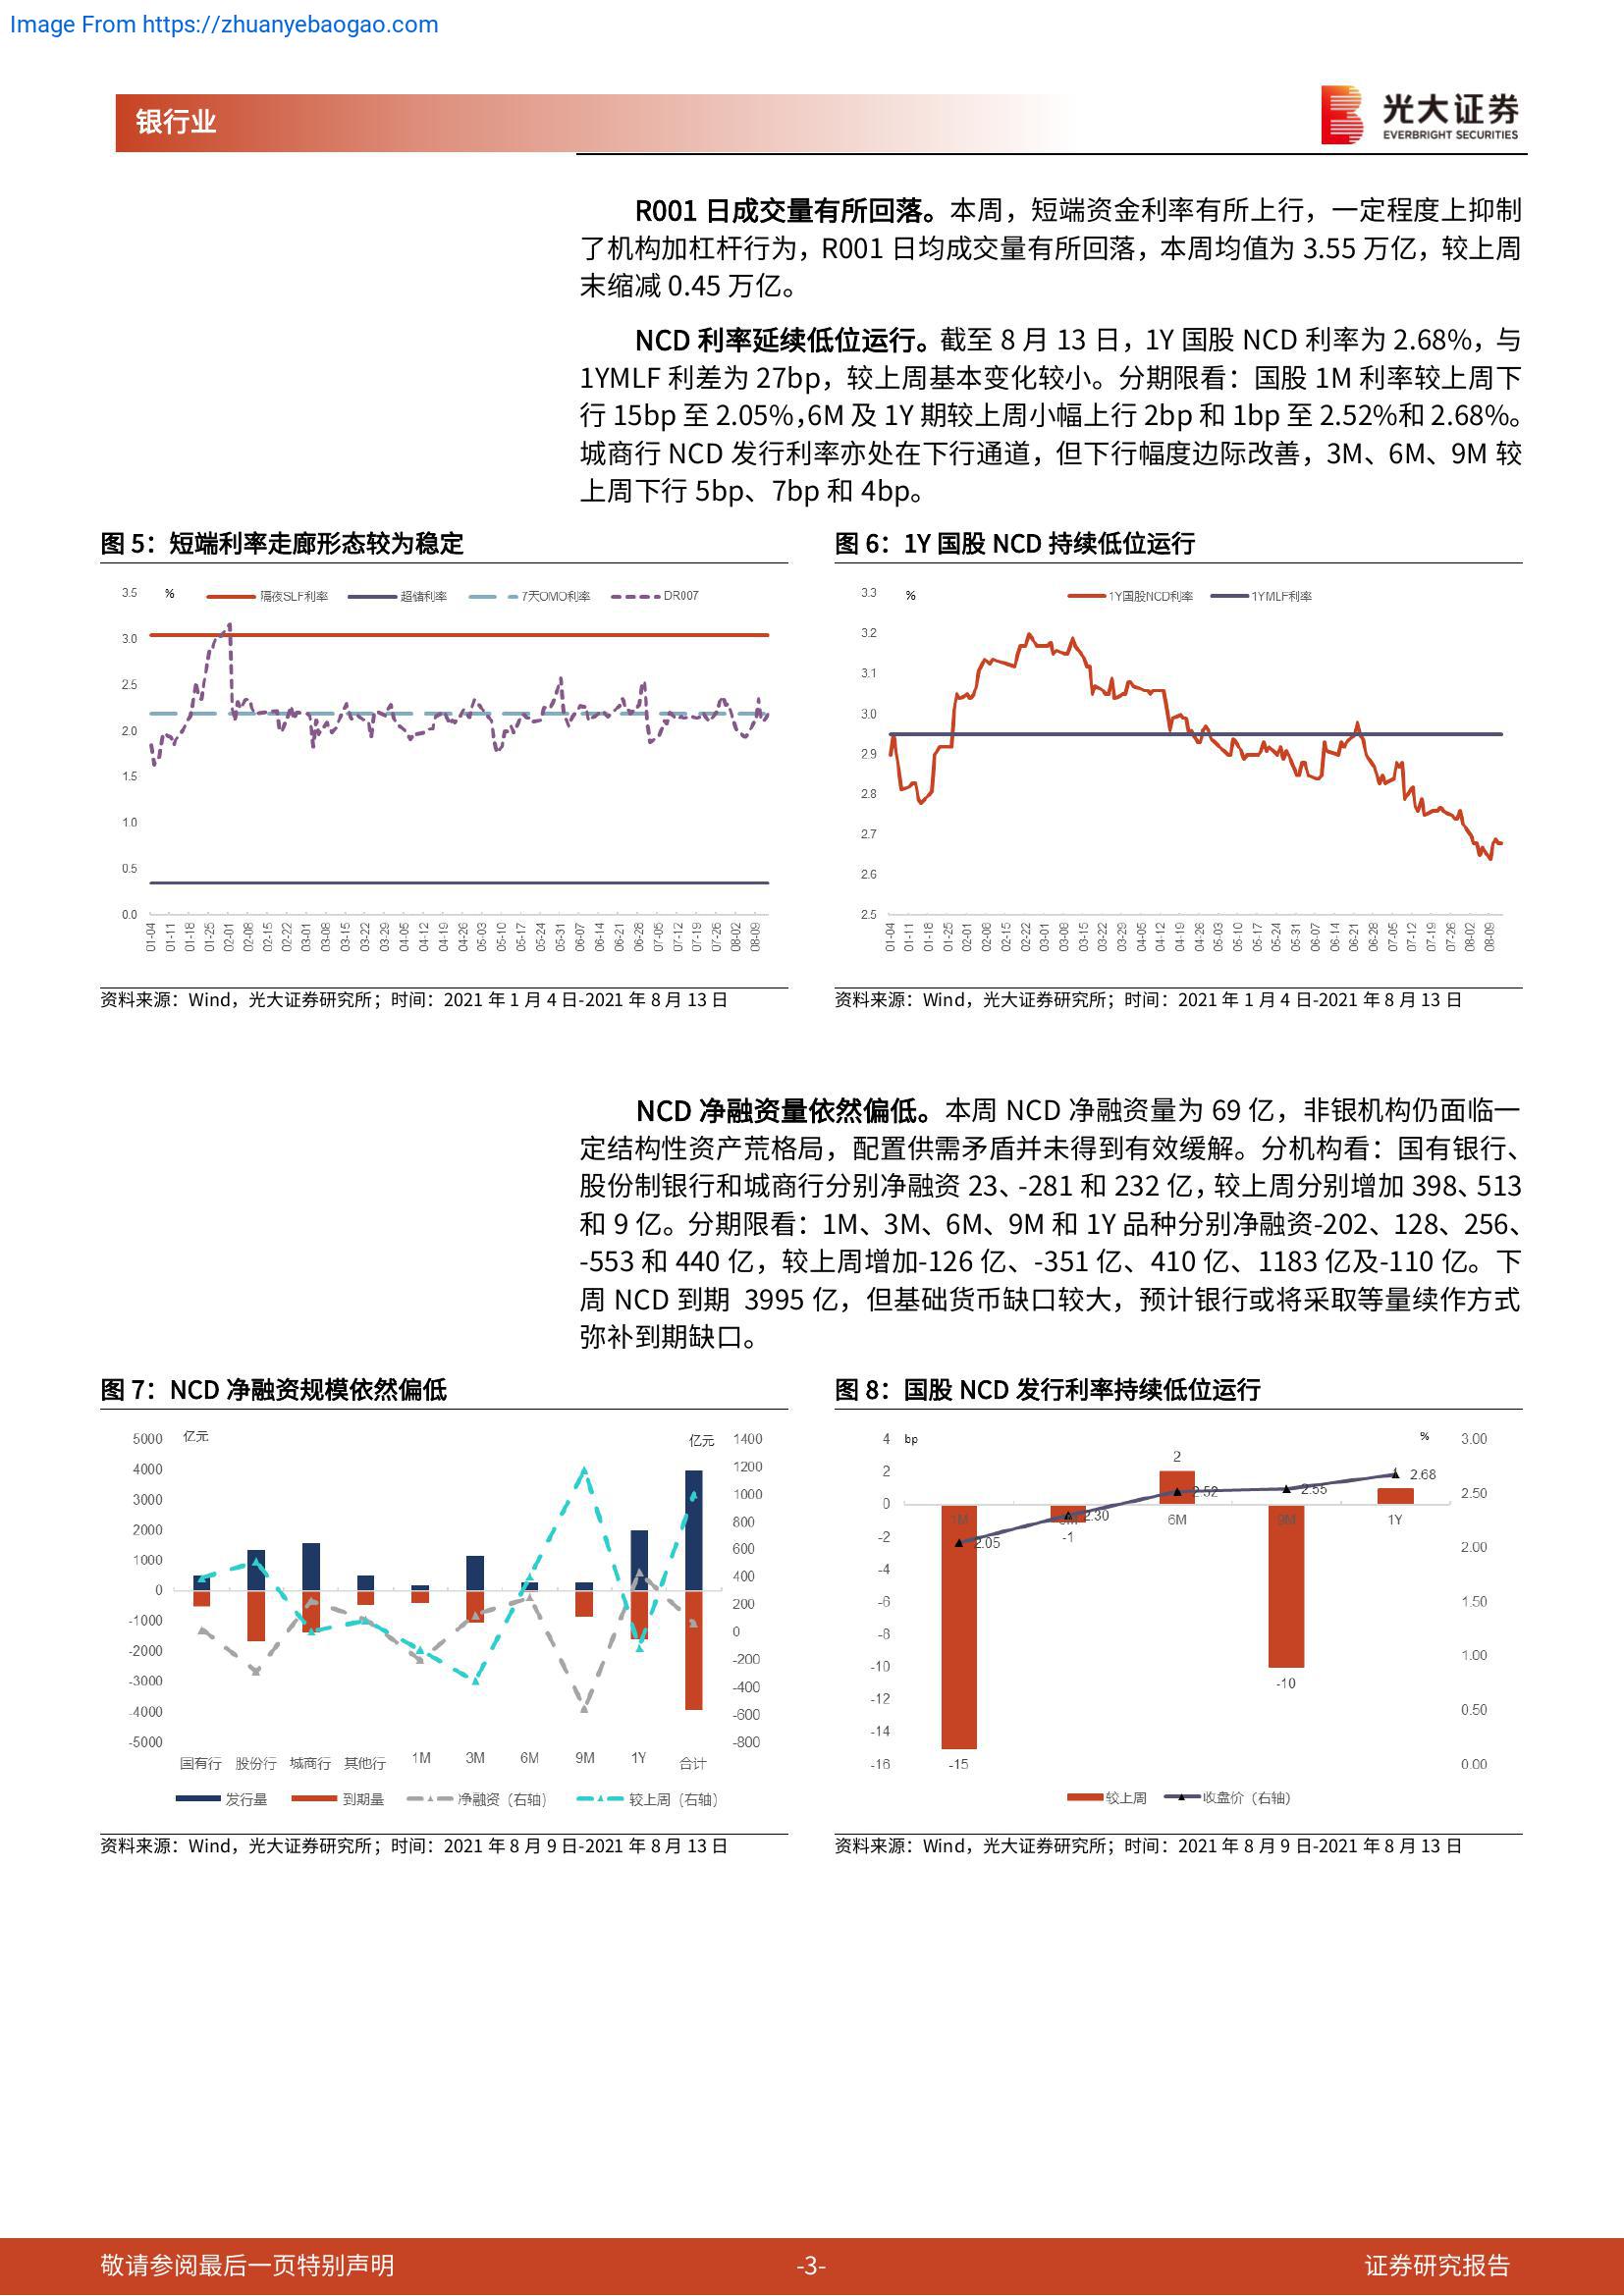 Image From https://zhuanyebaogao.com
银行业
光大证券
EVERBRIGHT SECURITIES
R001 日成交量有所回落。本周，短端资金利率有所上行，一定程度上抑制
了机构加杠杆行为，R001 日均成交量有所回落，本周均值为 3.55 万亿，较上周
末缩减 0.45 万亿。
NCD 利率延续低位运行。截至 8 月 13 日，1Y 国股 NCD 利率为 2.68%，与
1YMLF 利差为 27bp，较上周基本变化较小。分期限看：国股 1M 利率较上周下
行 15bp 至 2.05%，6M 及 1Y 期较上周小幅上行 2bp 和 1bp 至 2.52%和 2.68%。
城商行 NCD 发行利率亦处在下行通道，但下行幅度边际改善，3M、6M、9M 较
上周下行 5bp、7bp 和 4bp。
图 5：短端利率走廊形态较为稳定
% 隔夜SLF利率 超储利率 7天OMO利率 DR007
3.5
3.0
2.5
2.0
1.5
1.0
0.5
0.0
01-04 01-11 01-18 01-25 02-01 02-08 02-15 02-22 03-01 03-08 03-15 03-22 03-29 04-05 04-12 04-19 04-26 05-03 05-10 05-17 05-24 05-31 06-07 06-14 06-21 06-28 07-05 07-12 07-19 07-26 08-02 08-09
资料来源：Wind，光大证券研究所；时间：2021 年 1 月 4 日-2021 年 8 月 13 日
图 6：1Y 国股 NCD 持续低位运行
% 1Y国股NCD利率 1YMLF利率
3.3
3.2
3.1
3.0
2.9
2.8
2.7
2.6
2.5
01-04 01-11 01-18 01-25 02-01 02-08 02-15 02-22 03-01 03-08 03-15 03-22 03-29 04-05 04-12 04-19 04-26 05-03 05-10 05-17 05-24 05-31 06-07 06-14 06-21 06-28 07-05 07-12 07-19 07-26 08-02 08-09
资料来源：Wind，光大证券研究所；时间：2021 年 1 月 4 日-2021 年 8 月 13 日
NCD 净融资量依然偏低。本周 NCD 净融资量为 69 亿，非银机构仍面临一
定结构性资产荒格局，配置供需矛盾并未得到有效缓解。分机构看：国有银行、
股份制银行和城商行分别净融资 23、-281 和 232 亿，较上周分别增加 398、513
和 9 亿。分期限看：1M、3M、6M、9M 和 1Y 品种分别净融资-202、128、256、
-553 和 440 亿，较上周增加-126 亿、-351 亿、410 亿、1183 亿及-110 亿。下
周 NCD 到期 3995 亿，但基础货币缺口较大，预计银行或将采取等量续作方式
弥补到期缺口。
图 7：NCD 净融资规模依然偏低
亿元 亿元
5000
4000
3000
2000
1000
0
-1000
-2000
-3000
-4000
-5000
1400
1200
1000
800
600
400
200
0
-200
-400
-600
-800
国有行 股份行 城商行 其他行 1M 3M 6M 9M 1Y 合计
发行量 到期量 净融资（右轴） 较上周（右轴）
资料来源：Wind，光大证券研究所；时间：2021 年 8 月 9 日-2021 年 8 月 13 日
图 8：国股 NCD 发行利率持续低位运行
bp %
4
2
0
-2
-4
-6
-8
-10
-12
-14
-16
3.00
2.50
2.00
1.50
1.00
0.50
0.00
1M 3M 6M 9M 1Y
-15 -1 2 -10 1
2.05 2.30 2.52 2.55 2.68
较上周 收盘价（右轴）
资料来源：Wind，光大证券研究所；时间：2021 年 8 月 9 日-2021 年 8 月 13 日
敬请参阅最后一页特别声明
-3-
证券研究报告